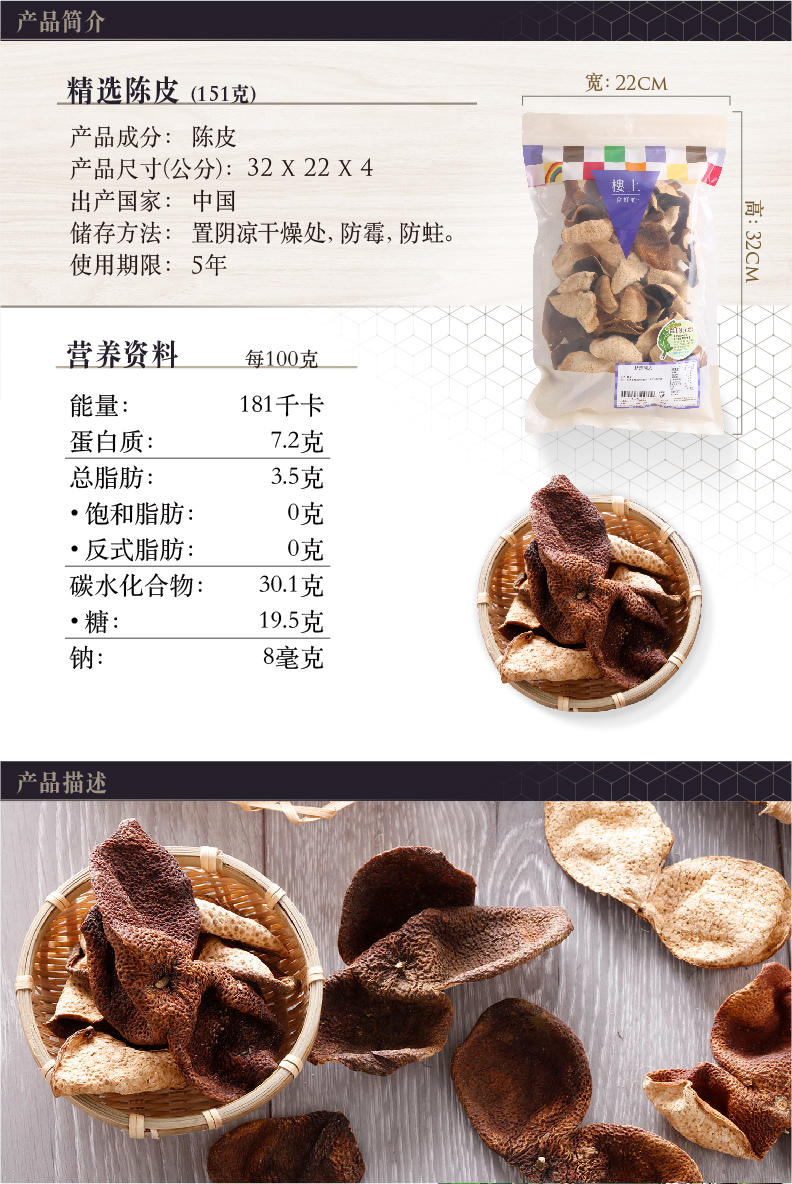 产品简介
精选陈皮 (151克)
产品成分： 陈皮
产品尺寸(公分)：32 X 22 X 4
出产国家： 中国
储存方法： 置阴凉干燥处, 防霉, 防蛀。
使用期限： 5年
宽: 22CM
高: 32CM
樓上
营养资料 每100克
能量： 181千卡
蛋白质： 7.2克
总脂肪： 3.5克
• 饱和脂肪： 0克
• 反式脂肪： 0克
碳水化合物： 30.1克
• 糖： 19.5克
钠： 8毫克
产品描述